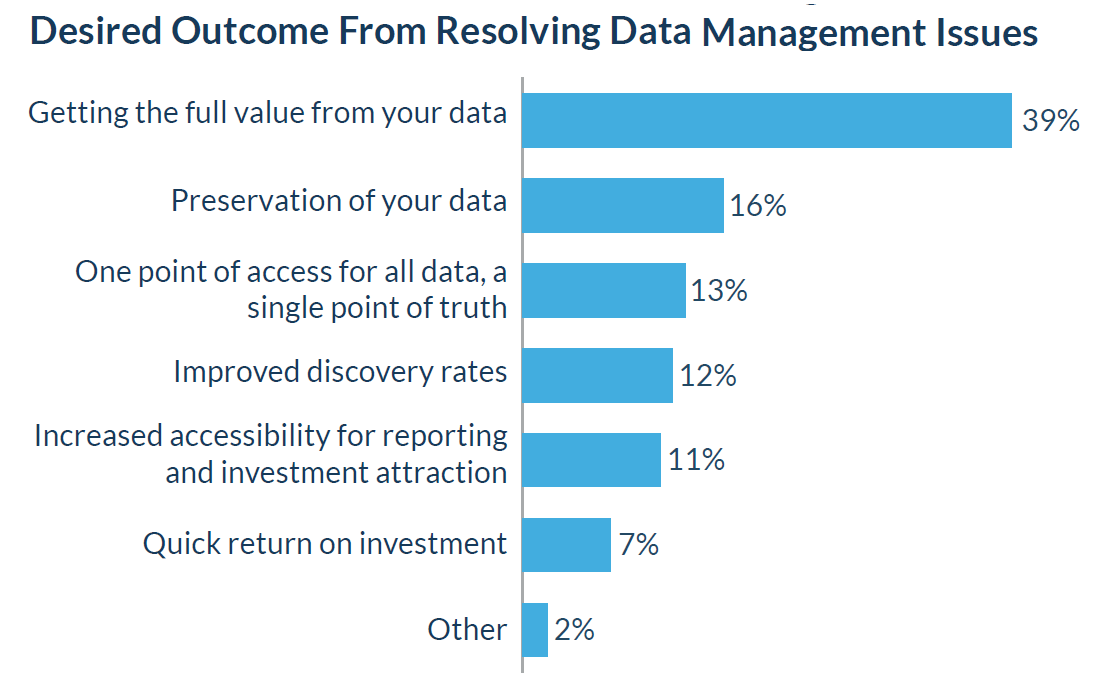 Desired Outcome From Resolving Data Management Issues
Getting the full value from your data
39%
Preservation of your data
16%
One point of access for all data, a
single point of truth
13%
Improved discovery rates
12%
Increased accessibility for reporting
and investment attraction
11%
Quick return on investment
7%
Other
2%